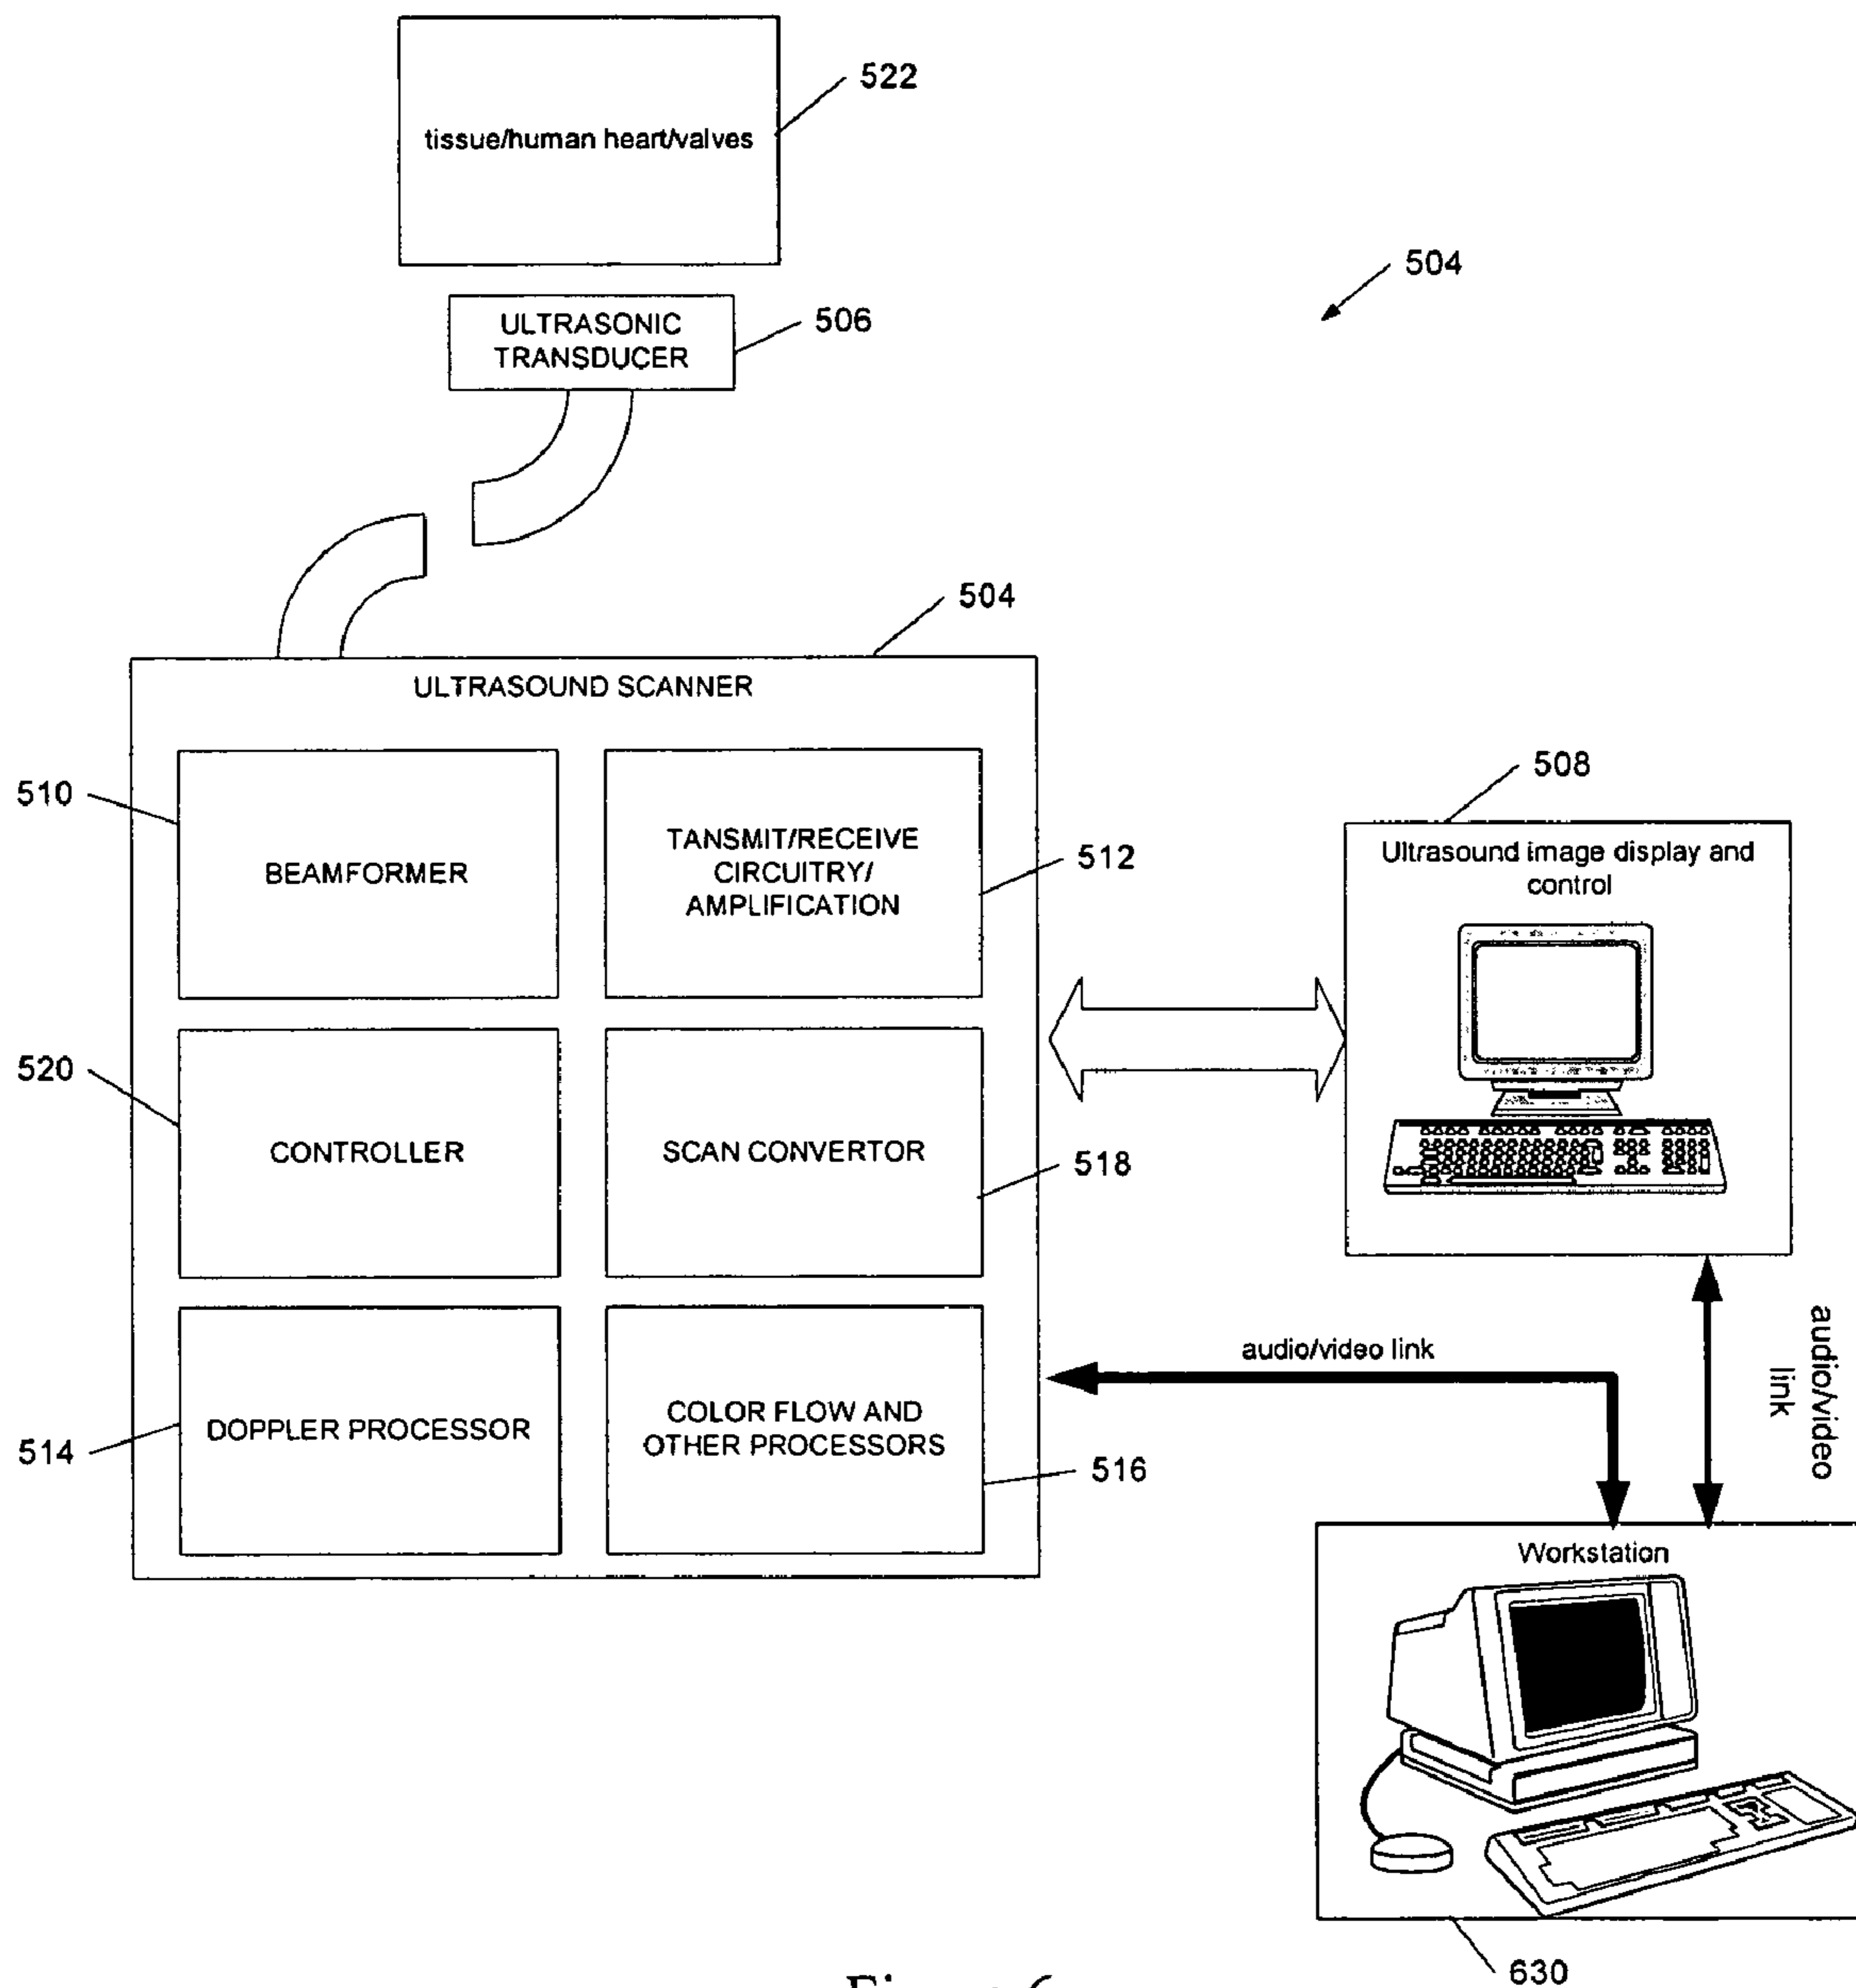 522
tissue/human heart/valves
504
ULTRASONIC
TRANSDUCER
506
504
ULTRASOUND SCANNER
510
BEAMFORMER
TANSMIT/RECEIVE
CIRCUITRY/
AMPLIFICATION
512
508
Ultrasound image display and
control
520
CONTROLLER
SCAN CONVERTOR
518
514
DOPPLER PROCESSOR
COLOR FLOW AND
OTHER PROCESSORS
516
audio/video link
audio/video
link
Workstation
630